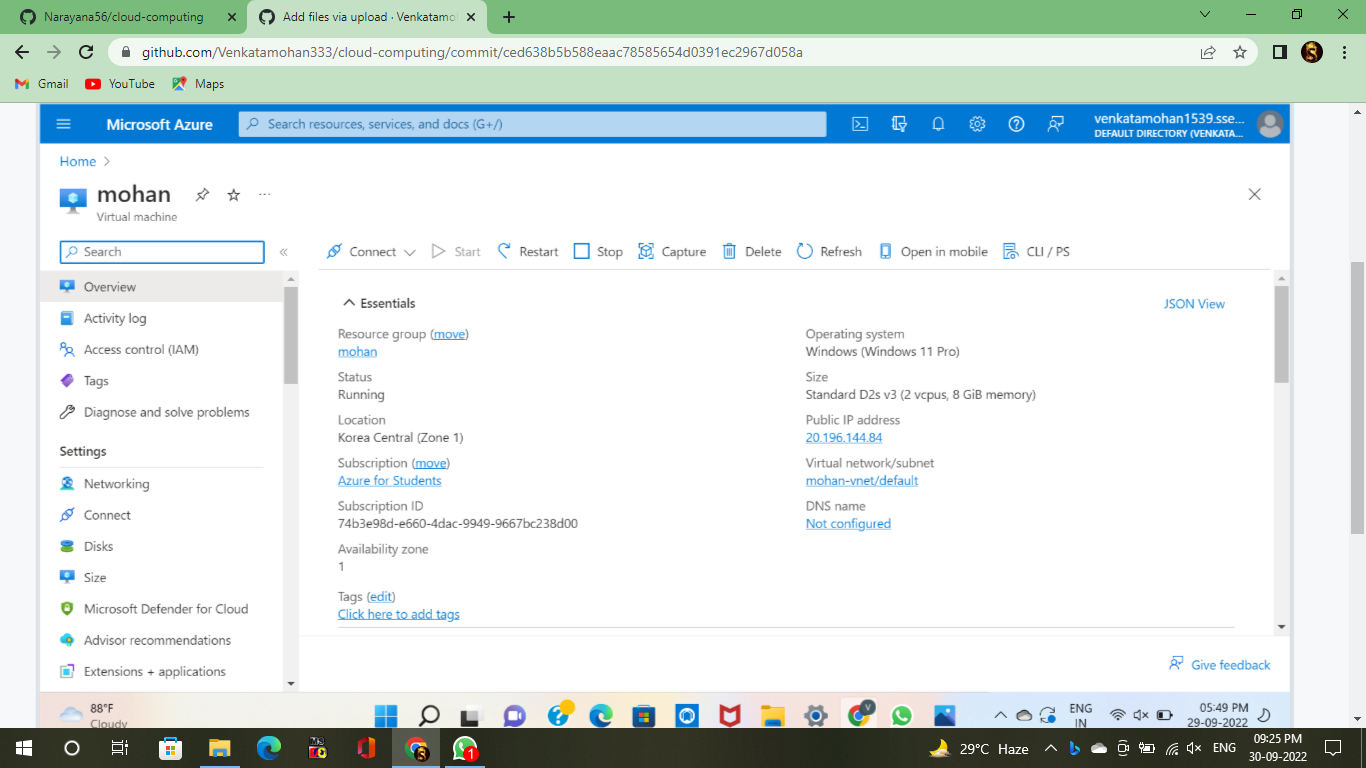 Narayana56/cloud-computing
Add files via upload · Venkatamo
github.com/Venkatamohan333/cloud-computing/commit/ced638b5b588eaac78585654d0391ec2967d058a
Gmail YouTube Maps
Microsoft Azure
Search resources, services, and docs (G+/)
venkatamohan1539.sse...
DEFAULT DIRECTORY (VENKATA...
Home >
mohan
Virtual machine
Search
Connect Start Restart Stop Capture Delete Refresh Open in mobile CLI / PS
Overview
Activity log
Access control (IAM)
Tags
Diagnose and solve problems
Settings
Networking
Connect
Disks
Size
Microsoft Defender for Cloud
Advisor recommendations
Extensions + applications
Essentials
JSON View
Resource group (move)
mohan
Status
Running
Location
Korea Central (Zone 1)
Subscription (move)
Azure for Students
Subscription ID
74b3e98d-e660-4dac-9949-9667bc238d00
Availability zone
1
Tags (edit)
Click here to add tags
Operating system
Windows (Windows 11 Pro)
Size
Standard D2s v3 (2 vcpus, 8 GiB memory)
Public IP address
20.196.144.84
Virtual network/subnet
mohan-vnet/default
DNS name
Not configured
Give feedback
88°F
Cloudy
V
ENG
IN
05:49 PM
29-09-2022
1
29°C Haze
ENG
09:25 PM
30-09-2022